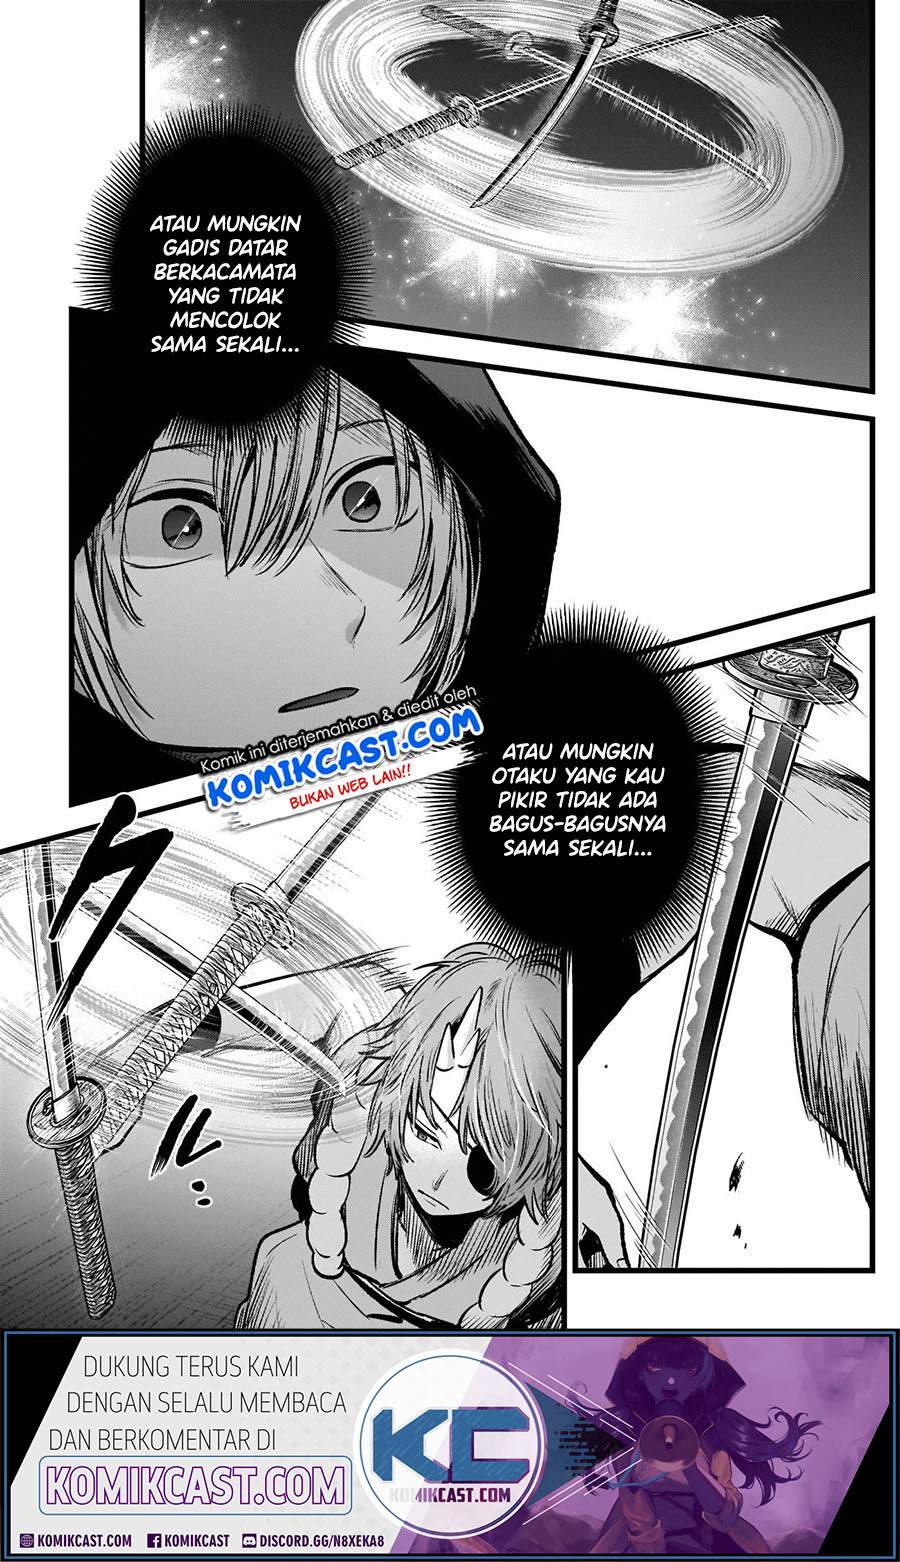 ATAU MUNGKIN
GADIS DATAR
BERKACAMATA
YANG TIDAK
MENCOLOK
SAMA SEKALI...
Komik ini diterjemahkan & diedit oleh
KOMIKCAST.COM
BUKAN WEB LAIN!!
ATAU MUNGKIN
OTAKU YANG KAU
PIKIR TIDAK ADA
BAGUS-BAGUSNYA
SAMA SEKALI...
DUKUNG TERUS KAMI
DENGAN SELALU MEMBACA
DAN BERKOMENTAR DI
KOMIKCAST.COM
KOMIKCAST.COM KOMIKCAST DISCORD.GG/N8XEKA8
KC
KOMIKCAST.COM